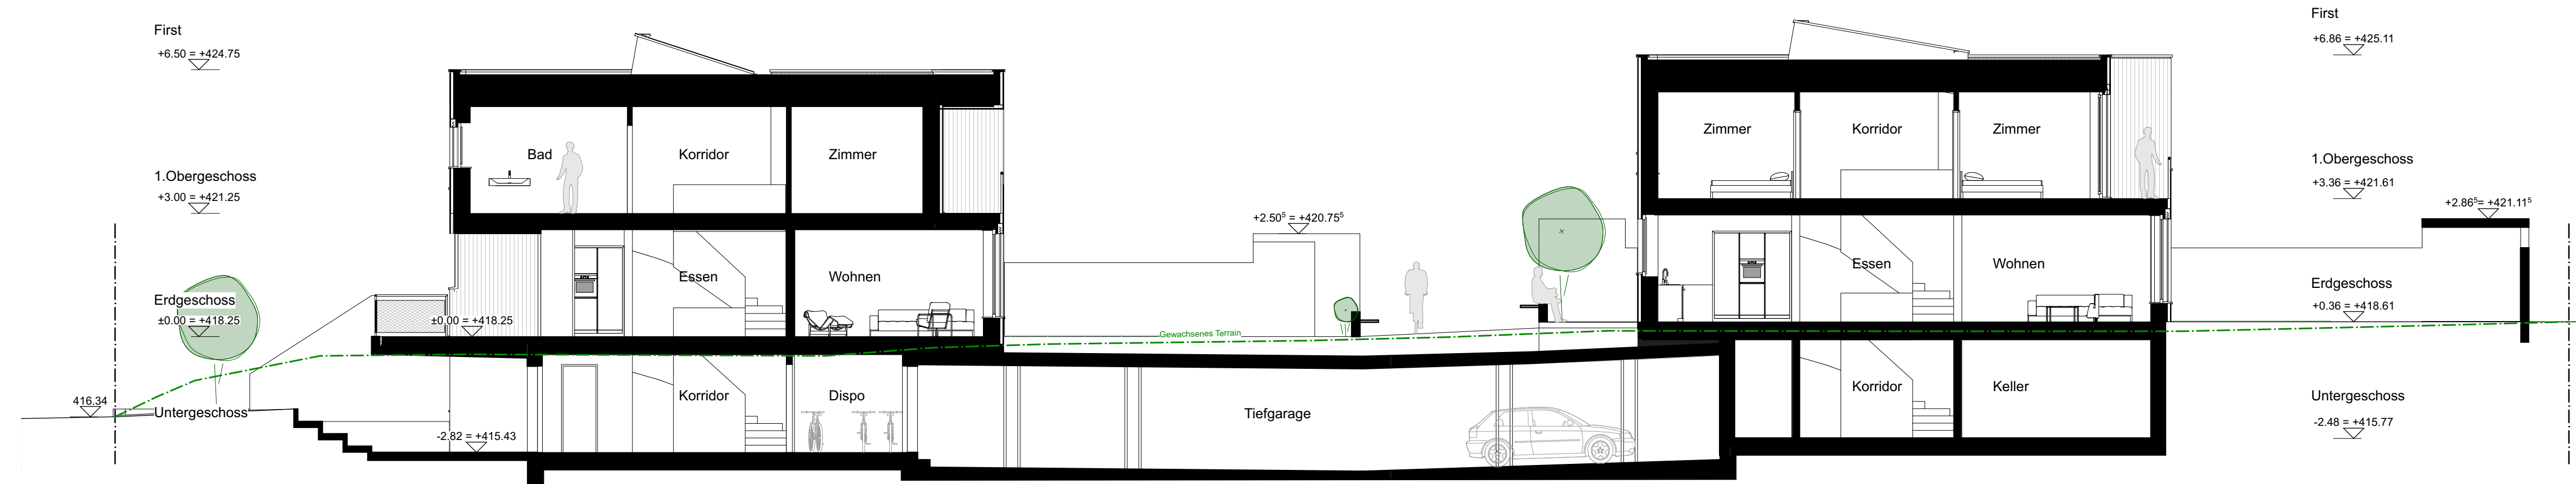 First
+6.50 = +424.75
1.Obergeschoss
+3.00 = +421.25
Erdgeschoss
±0.00 = +418.25
416.34
Untergeschoss
±0.00 = +418.25
-2.82 = +415.43
Bad
Korridor
Zimmer
Essen
Wohnen
Korridor
Dispo
+2.50⁵ = +420.75⁵
Gewachsenes Terrain
Tiefgarage
Zimmer
Korridor
Zimmer
Essen
Wohnen
Korridor
Keller
First
+6.86 = +425.11
1.Obergeschoss
+3.36 = +421.61
+2.86⁵= +421.11⁵
Erdgeschoss
+0.36 = +418.61
Untergeschoss
-2.48 = +415.77